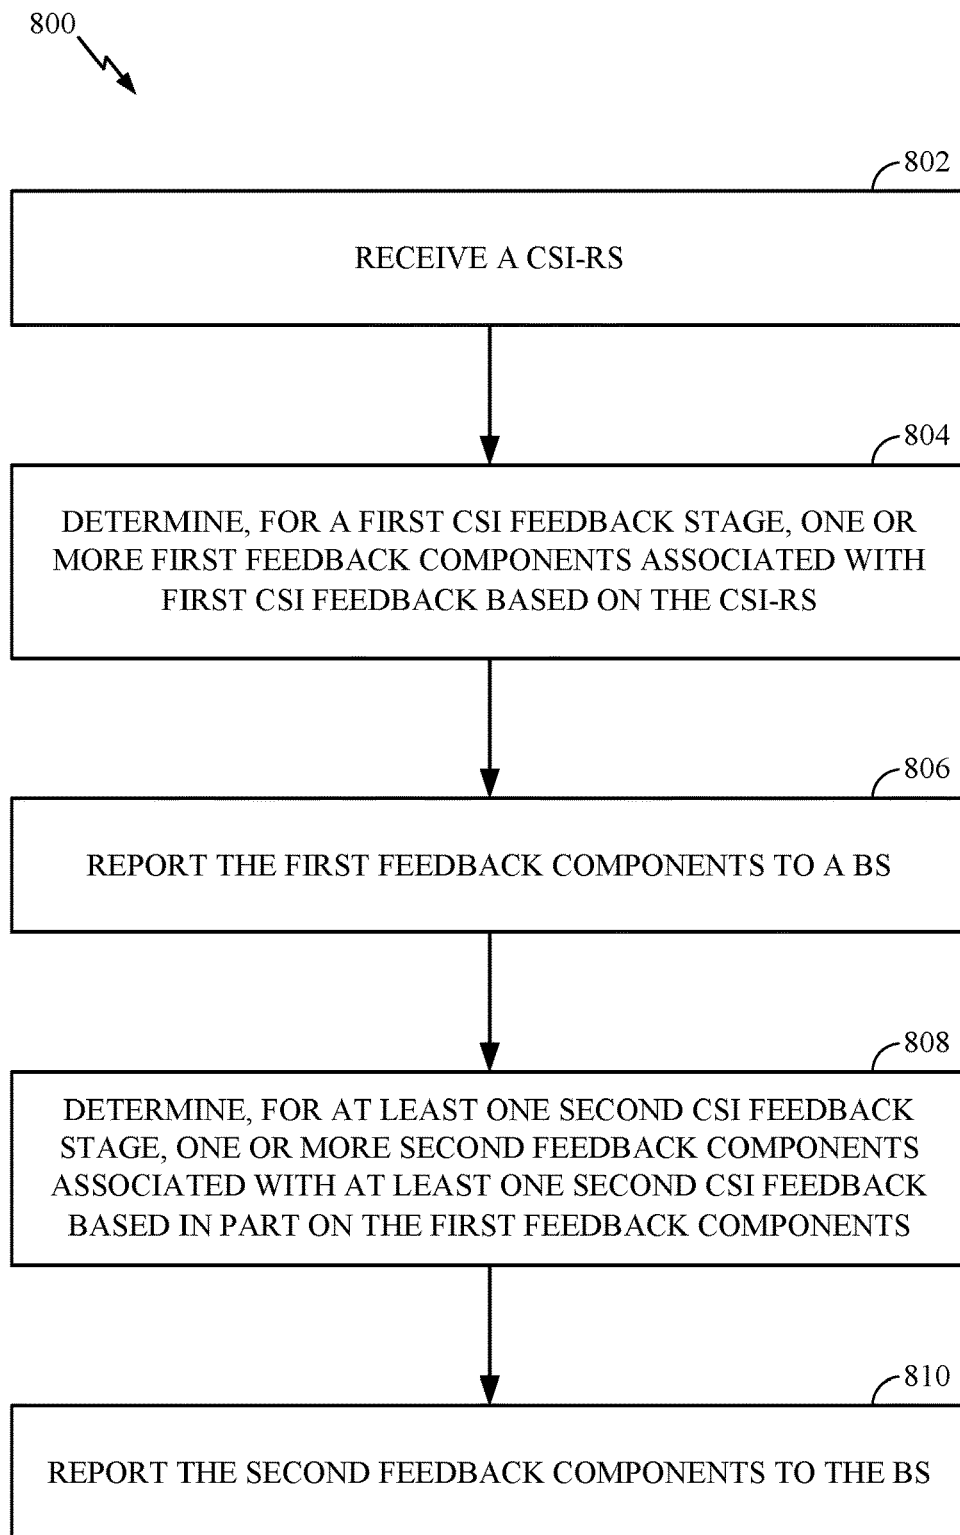 800
802
RECEIVE A CSI-RS
804
DETERMINE, FOR A FIRST CSI FEEDBACK STAGE, ONE OR
MORE FIRST FEEDBACK COMPONENTS ASSOCIATED WITH
FIRST CSI FEEDBACK BASED ON THE CSI-RS
806
REPORT THE FIRST FEEDBACK COMPONENTS TO A BS
808
DETERMINE, FOR AT LEAST ONE SECOND CSI FEEDBACK
STAGE, ONE OR MORE SECOND FEEDBACK COMPONENTS
ASSOCIATED WITH AT LEAST ONE SECOND CSI FEEDBACK
BASED IN PART ON THE FIRST FEEDBACK COMPONENTS
810
REPORT THE SECOND FEEDBACK COMPONENTS TO THE BS